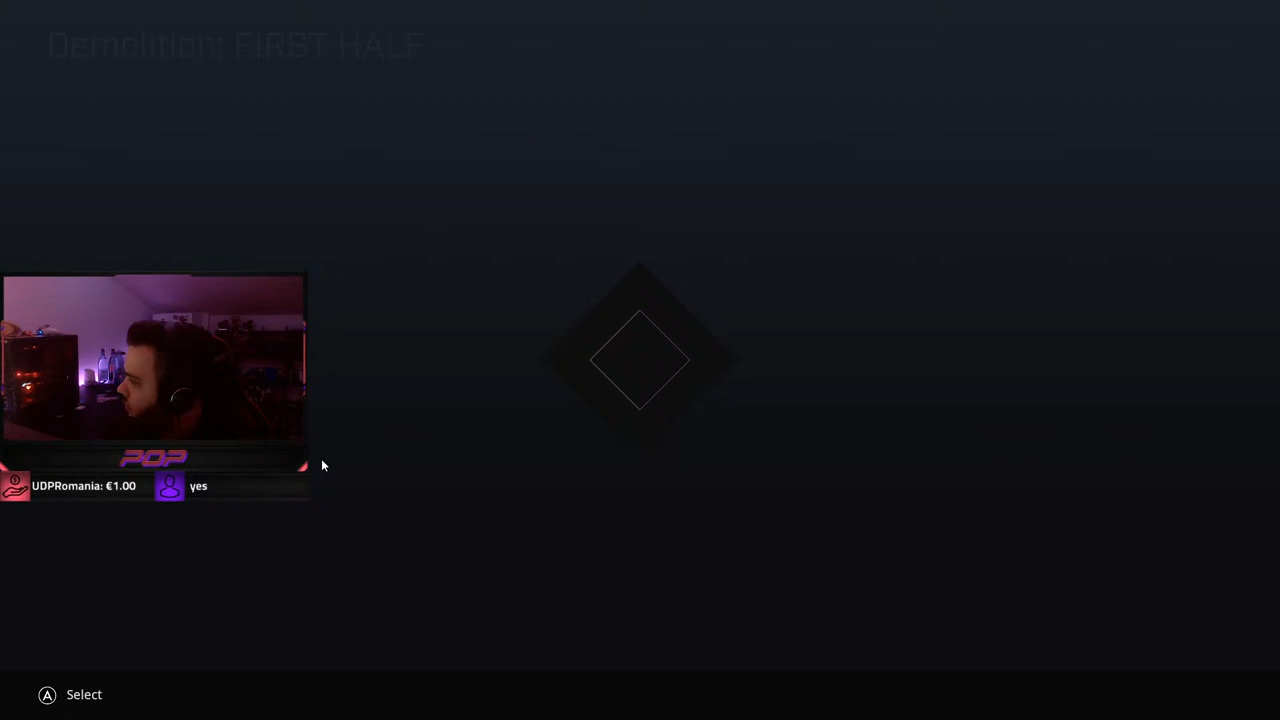 Demolition: FIRST HALF
POP
UDPRomania: €1.00
yes
A Select